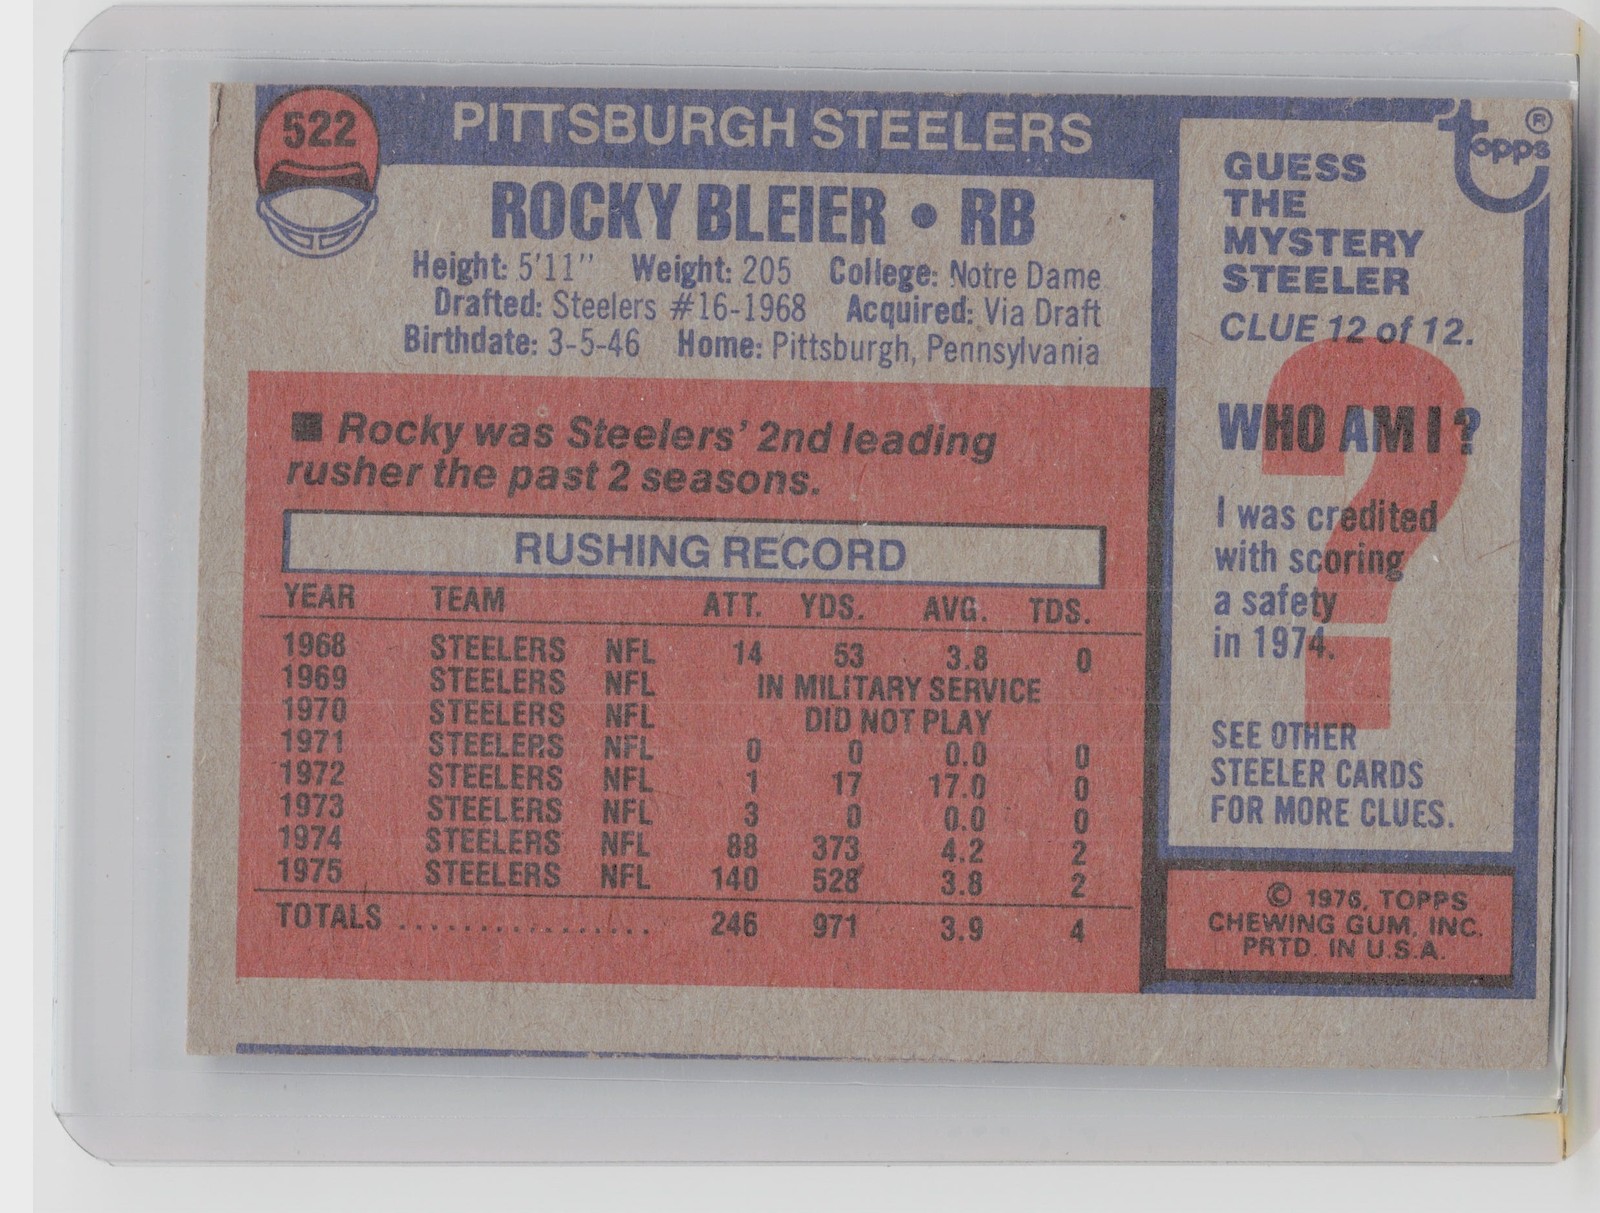 522
PITTSBURGH STEELERS
ROCKY BLEIER • RB
Height: 5'11" Weight: 205 College: Notre Dame
Drafted: Steelers #16-1968 Acquired: Via Draft
Birthdate: 3-5-46 Home: Pittsburgh, Pennsylvania
■ Rocky was Steelers' 2nd leading
rusher the past 2 seasons.
RUSHING RECORD
YEAR TEAM ATT. YDS. AVG. TDS.
1968 STEELERS NFL 14 53 3.8 0
1969 STEELERS NFL IN MILITARY SERVICE
1970 STEELERS NFL DID NOT PLAY
1971 STEELERS NFL 0 0 0.0 0
1972 STEELERS NFL 1 17 17.0 0
1973 STEELERS NFL 3 0 0.0 0
1974 STEELERS NFL 88 373 4.2 2
1975 STEELERS NFL 140 528 3.8 2
TOTALS ................ 246 971 3.9 4
topps ®
GUESS
THE
MYSTERY
STEELER
CLUE 12 of 12.
WHO AM I ?
I was credited
with scoring
a safety
in 1974.
SEE OTHER
STEELER CARDS
FOR MORE CLUES.
© 1976, TOPPS
CHEWING GUM, INC.
PRTD. IN U.S.A.